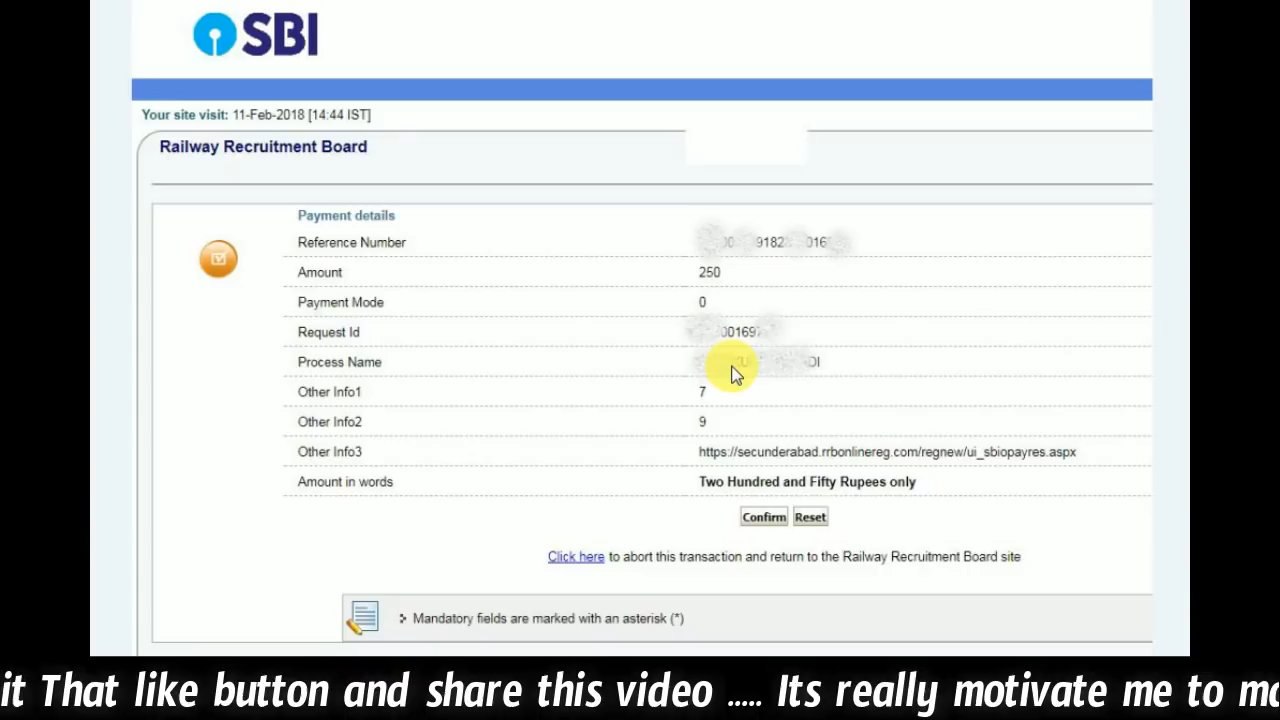 SBI
Your site visit: 11-Feb-2018 [14:44 IST]
Railway Recruitment Board
Payment details
Reference Number
Amount 250
Payment Mode 0
Request Id
Process Name
Other Info1 7
Other Info2 9
Other Info3 https://secunderabad.rrbonlinereg.com/regnew/ui_sbiopayres.aspx
Amount in words Two Hundred and Fifty Rupees only
Confirm Reset
Click here to abort this transaction and return to the Railway Recruitment Board site
Mandatory fields are marked with an asterisk (*)
it That like button and share this video ..... Its really motivate me to